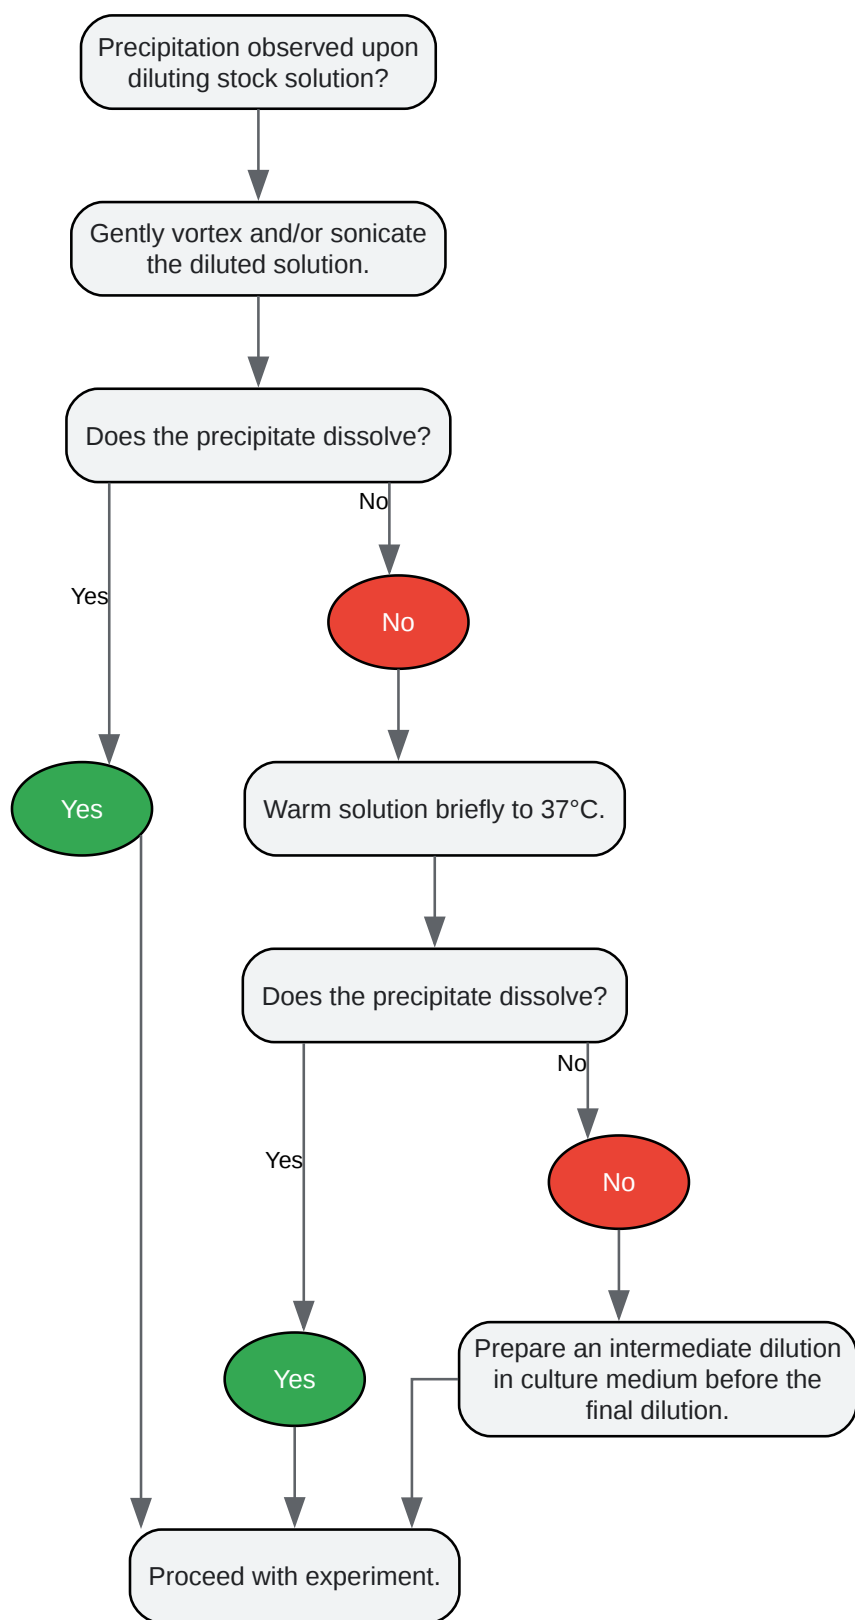 Precipitation observed upon
diluting stock solution?
Gently vortex and/or sonicate
the diluted solution.
Does the precipitate dissolve?
No
Yes
No
Yes
Warm solution briefly to 37°C.
Does the precipitate dissolve?
No
Yes
No
Prepare an intermediate dilution
in culture medium before the
final dilution.
Yes
Proceed with experiment.